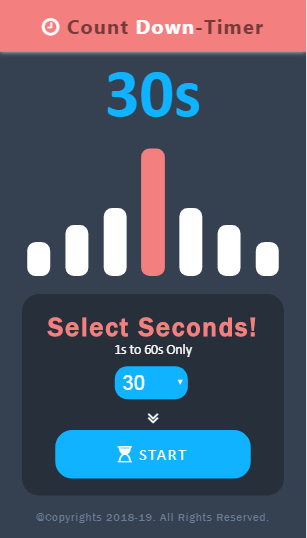 Count Down-Timer
30s
Select Seconds!
1s to 60s Only
30
START
@Copyrights 2018-19. All Rights Reserved.